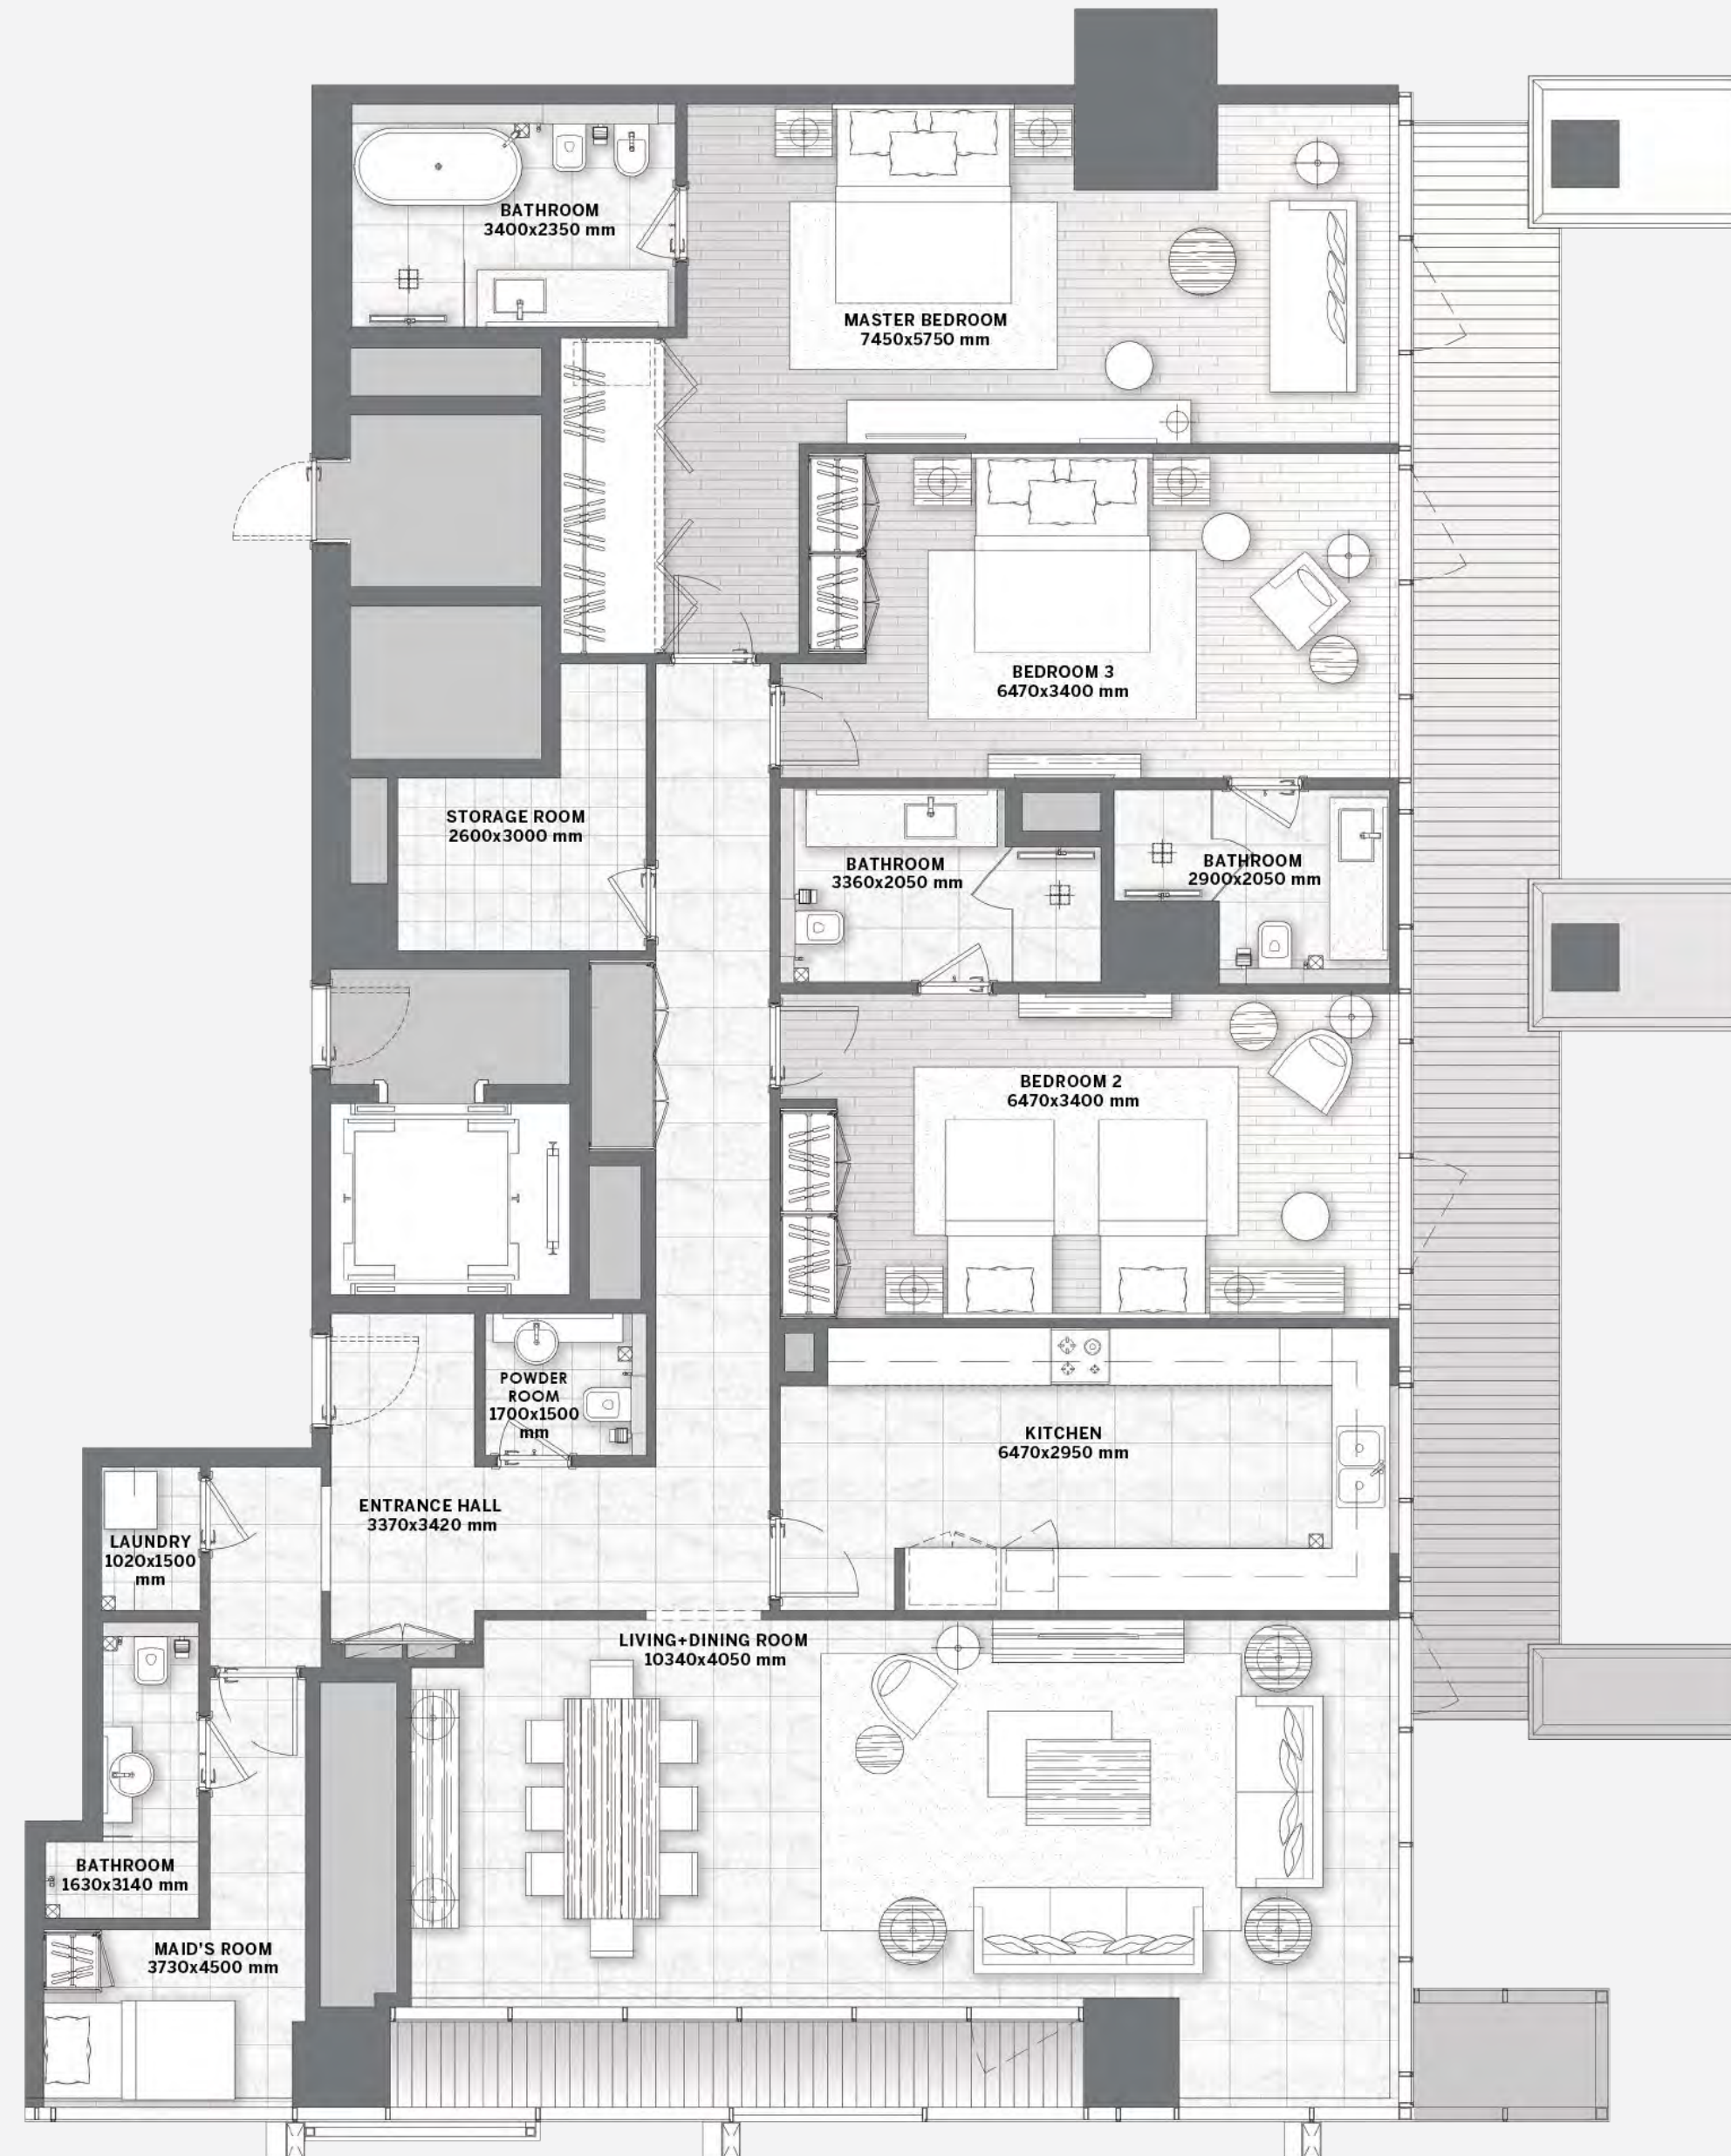 BATHROOM
3400x2350 mm
MASTER BEDROOM
7450x5750 mm
BEDROOM 3
6470x3400 mm
STORAGE ROOM
2600x3000 mm
BATHROOM
3360x2050 mm
BATHROOM
2900x2050 mm
BEDROOM 2
6470x3400 mm
POWDER
ROOM
1700x1500
mm
KITCHEN
6470x2950 mm
ENTRANCE HALL
3370x3420 mm
LAUNDRY
1020x1500
mm
LIVING+DINING ROOM
10340x4050 mm
BATHROOM
1630x3140 mm
MAID'S ROOM
3730x4500 mm